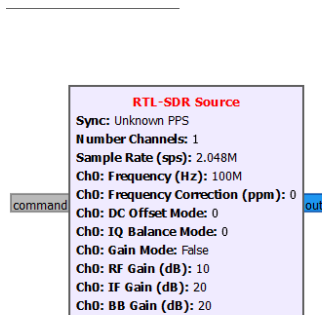 RTL-SDR Source
Sync: Unknown PPS
Number Channels: 1
Sample Rate (sps): 2.048M
Ch0: Frequency (Hz): 100M
Ch0: Frequency Correction (ppm): 0
command
out
Ch0: DC Offset Mode: 0
Ch0: IQ Balance Mode: 0
Ch0: Gain Mode: False
Ch0: RF Gain (dB): 10
Ch0: IF Gain (dB): 20
Ch0: BB Gain (dB): 20